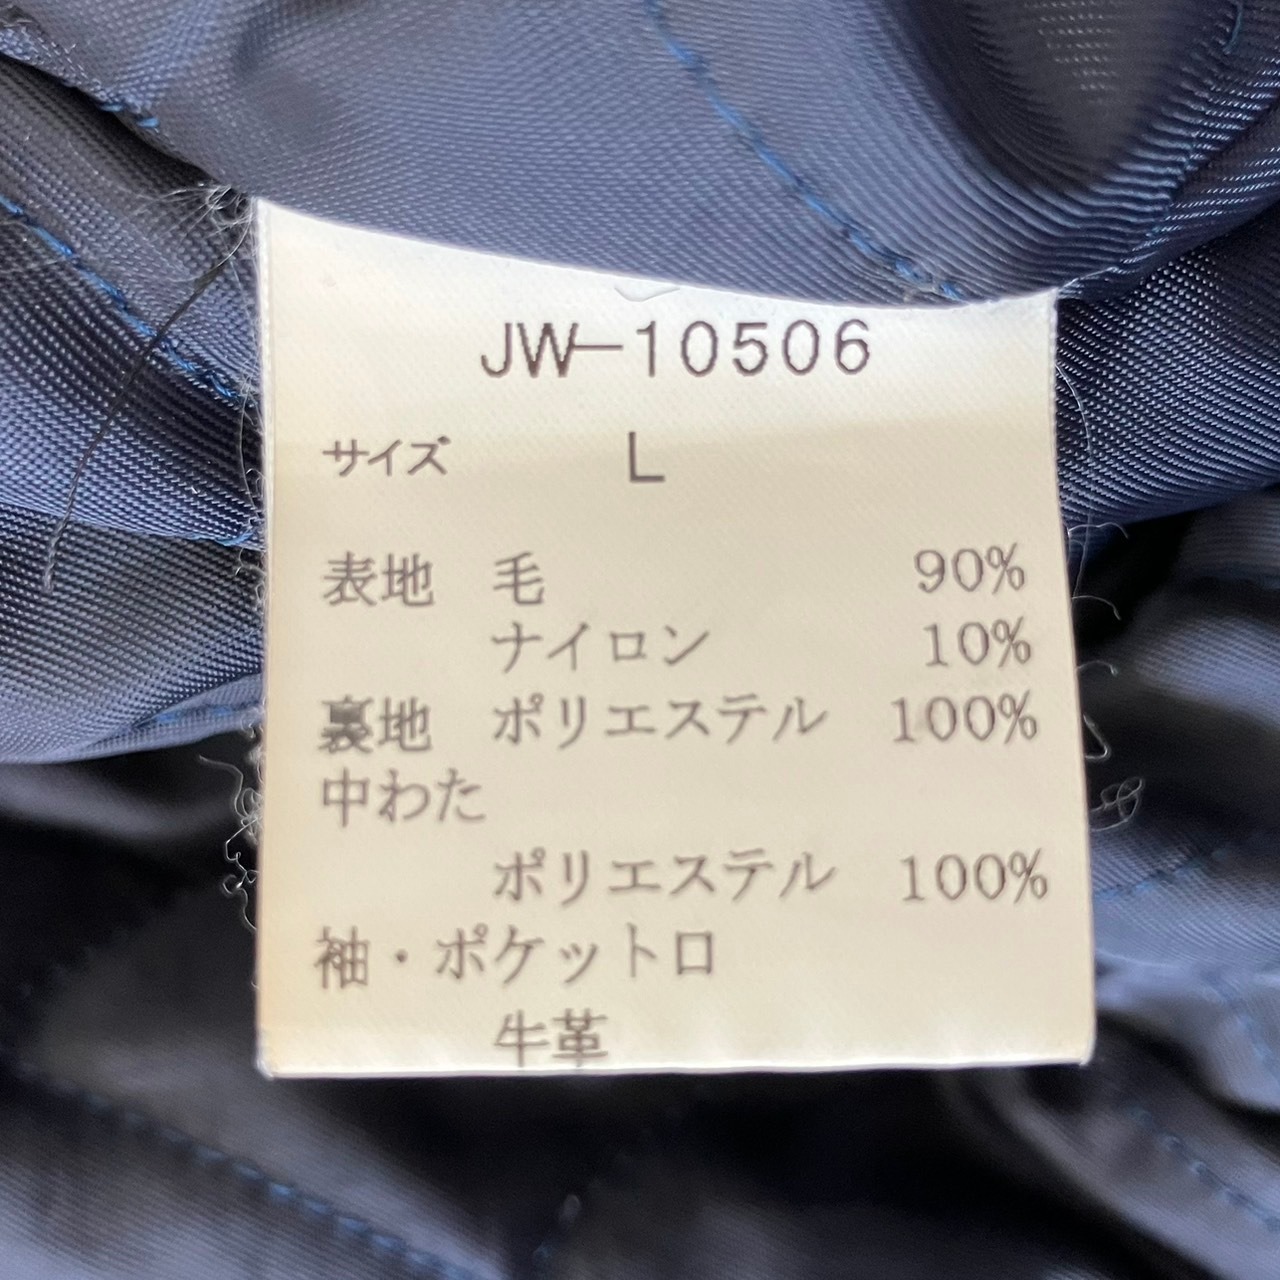 JW-10506
サイズ L
表地 毛 90%
ナイロン 10%
裏地 ポリエステル 100%
中わた
ポリエステル 100%
袖・ポケット口
牛革